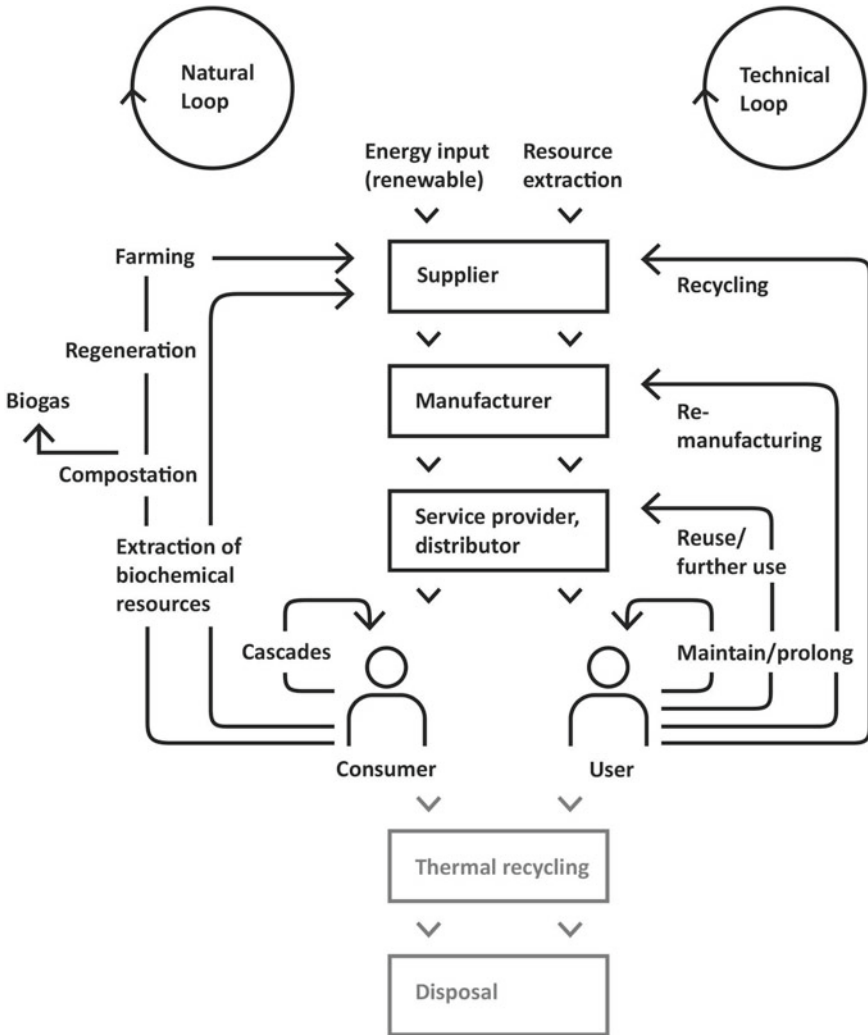 Natural
Loop
Technical
Loop
Energy input
(renewable)
Resource
extraction
Farming
Supplier
Recycling
Regeneration
Biogas
Manufacturer
Re-
manufacturing
Compostation
Service provider,
distributor
Extraction of
biochemical
resources
Reuse/
further use
Cascades
Maintain/prolong
Consumer
User
Thermal recycling
Disposal